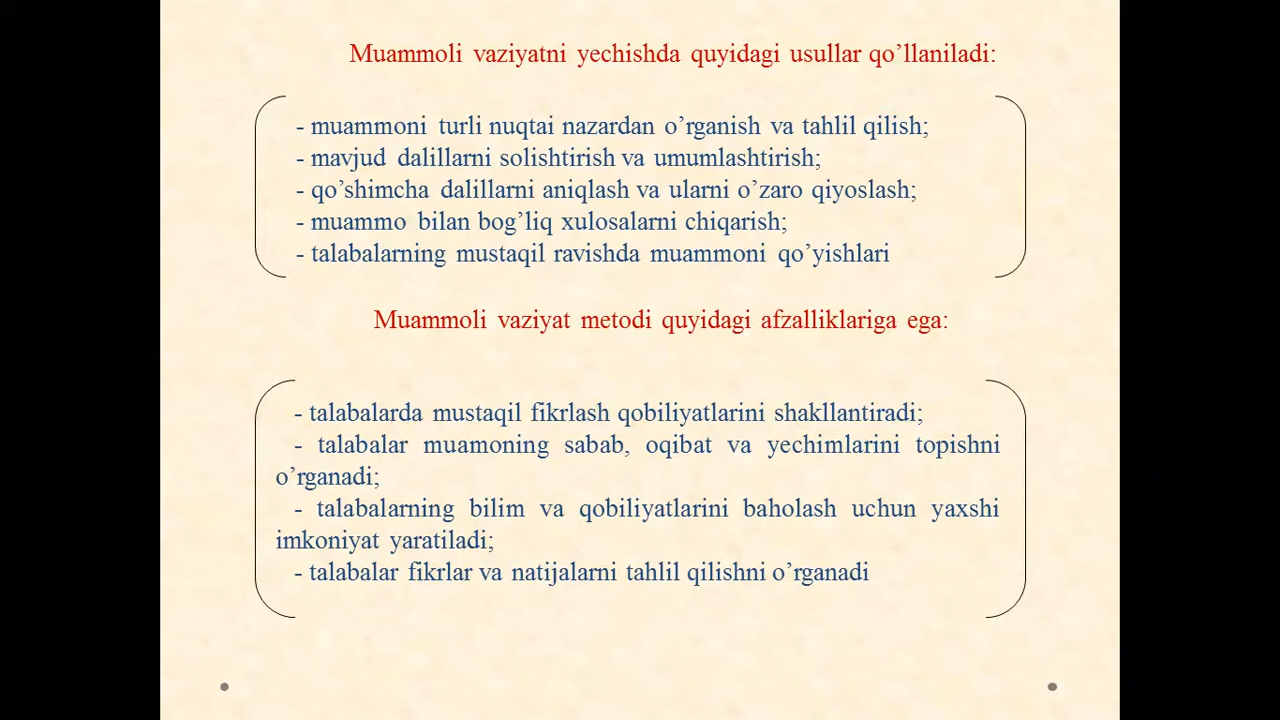 Muammoli vaziyatni yechishda quyidagi usullar qo’llaniladi:
- muammoni turli nuqtai nazardan o’rganish va tahlil qilish;
- mavjud dalillarni solishtirish va umumlashtirish;
- qo’shimcha dalillarni aniqlash va ularni o’zaro qiyoslash;
- muammo bilan bog’liq xulosalarni chiqarish;
- talabalarning mustaqil ravishda muammoni qo’yishlari
Muammoli vaziyat metodi quyidagi afzalliklariga ega:
- talabalarda mustaqil fikrlash qobiliyatlarini shakllantiradi;
- talabalar muamoning sabab, oqibat va yechimlarini topishni
o’rganadi;
- talabalarning bilim va qobiliyatlarini baholash uchun yaxshi
imkoniyat yaratiladi;
- talabalar fikrlar va natijalarni tahlil qilishni o’rganadi